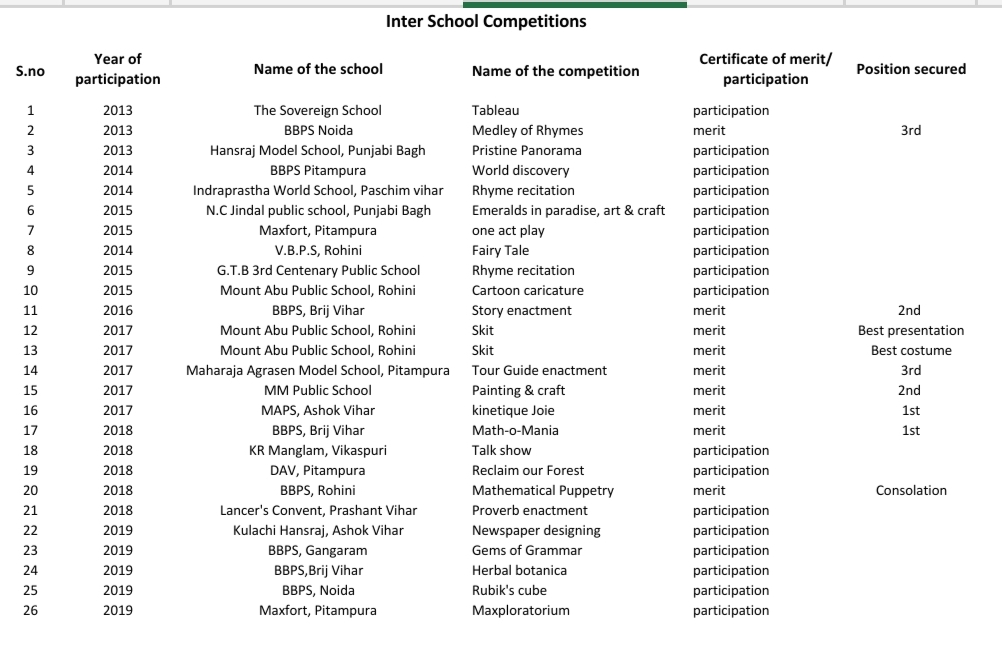 Inter School Competitions
S.no Year of participation Name of the school Name of the competition Certificate of merit/ participation Position secured
1 2013 The Sovereign School Tableau participation
2 2013 BBPS Noida Medley of Rhymes merit 3rd
3 2013 Hansraj Model School, Punjabi Bagh Pristine Panorama participation
4 2014 BBPS Pitampura World discovery participation
5 2014 Indraprastha World School, Paschim vihar Rhyme recitation participation
6 2015 N.C Jindal public school, Punjabi Bagh Emeralds in paradise, art & craft participation
7 2015 Maxfort, Pitampura one act play participation
8 2014 V.B.P.S, Rohini Fairy Tale participation
9 2015 G.T.B 3rd Centenary Public School Rhyme recitation participation
10 2015 Mount Abu Public School, Rohini Cartoon caricature participation
11 2016 BBPS, Brij Vihar Story enactment merit 2nd
12 2017 Mount Abu Public School, Rohini Skit merit Best presentation
13 2017 Mount Abu Public School, Rohini Skit merit Best costume
14 2017 Maharaja Agrasen Model School, Pitampura Tour Guide enactment merit 3rd
15 2017 MM Public School Painting & craft merit 2nd
16 2017 MAPS, Ashok Vihar kinetique Joie merit 1st
17 2018 BBPS, Brij Vihar Math-o-Mania merit 1st
18 2018 KR Manglam, Vikaspuri Talk show participation
19 2018 DAV, Pitampura Reclaim our Forest participation
20 2018 BBPS, Rohini Mathematical Puppetry merit Consolation
21 2018 Lancer's Convent, Prashant Vihar Proverb enactment participation
22 2019 Kulachi Hansraj, Ashok Vihar Newspaper designing participation
23 2019 BBPS, Gangaram Gems of Grammar participation
24 2019 BBPS,Brij Vihar Herbal botanica participation
25 2019 BBPS, Noida Rubik's cube participation
26 2019 Maxfort, Pitampura Maxploratorium participation